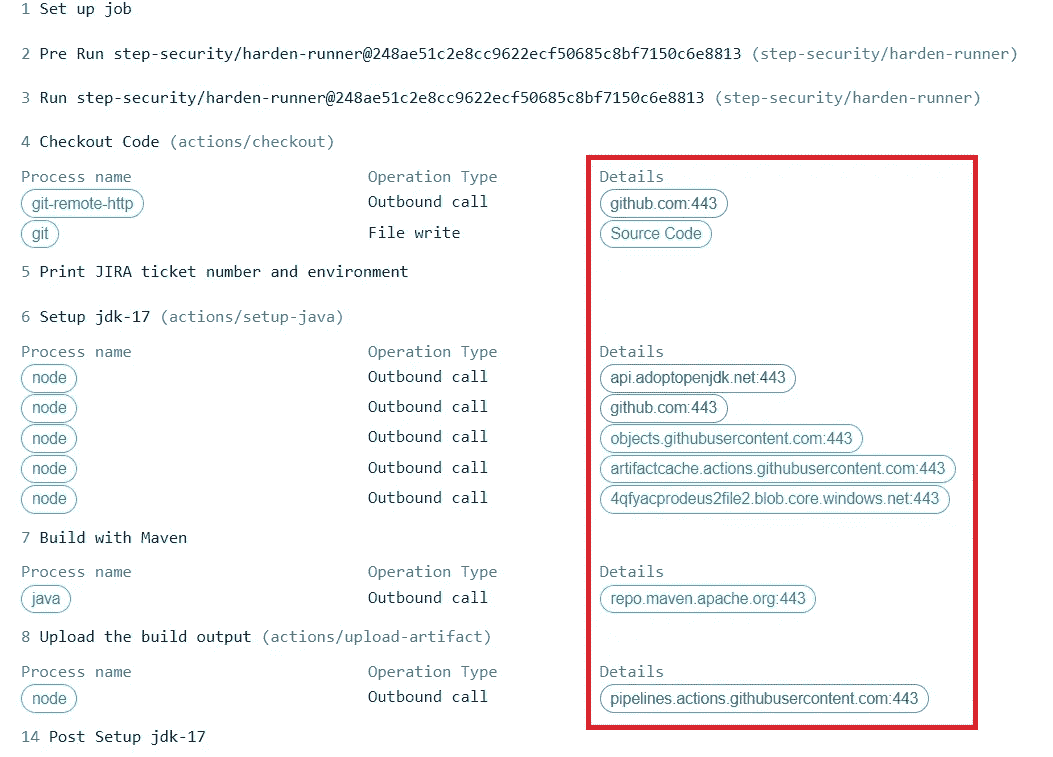 1 Set up job
2 Pre Run step-security/harden-runner@248ae51c2e8cc9622ecf50685c8bf7150c6e8813 (step-security/harden-runner)
3 Run step-security/harden-runner@248ae51c2e8cc9622ecf50685c8bf7150c6e8813 (step-security/harden-runner)
4 Checkout Code (actions/checkout)
Process name Operation Type Details
git-remote-http Outbound call github.com:443
git File write Source Code
5 Print JIRA ticket number and environment
6 Setup jdk-17 (actions/setup-java)
Process name Operation Type Details
node Outbound call api.adoptopenjdk.net:443
node Outbound call github.com:443
node Outbound call objects.githubusercontent.com:443
node Outbound call artifactcache.actions.githubusercontent.com:443
node Outbound call 4qfyacprodeus2file2.blob.core.windows.net:443
7 Build with Maven
Process name Operation Type Details
java Outbound call repo.maven.apache.org:443
8 Upload the build output (actions/upload-artifact)
Process name Operation Type Details
node Outbound call pipelines.actions.githubusercontent.com:443
14 Post Setup jdk-17